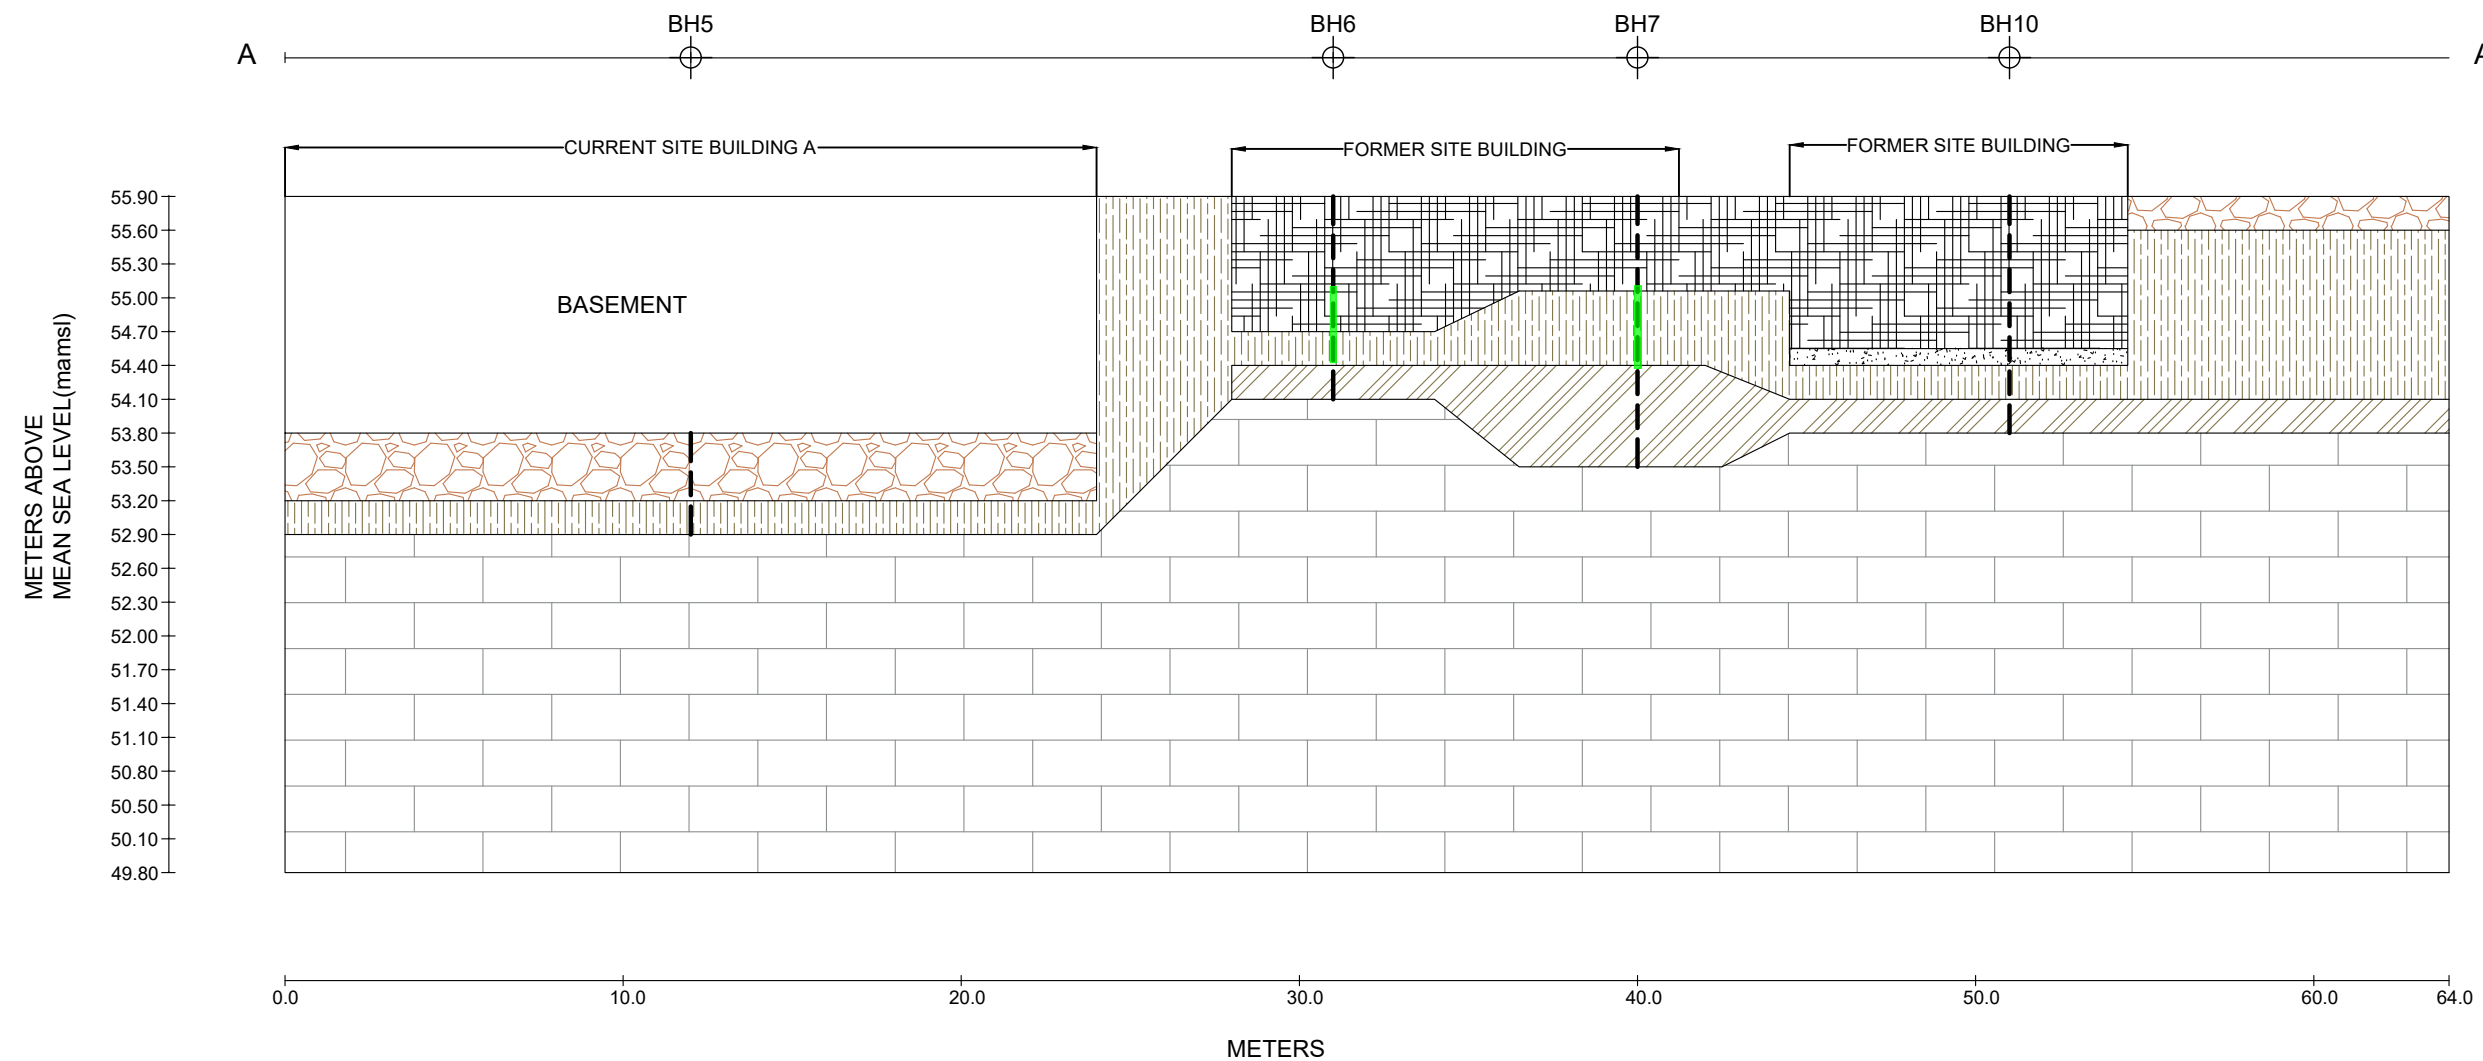 BH5
BH6
BH7
BH10
A
CURRENT SITE BUILDING A
FORMER SITE BUILDING
FORMER SITE BUILDING
55.90
55.60
55.30
55.00
54.70
54.40
54.10
53.80
53.50
53.20
52.90
52.60
52.30
52.00
51.70
51.40
51.10
50.80
50.50
50.10
49.80
BASEMENT
METERS ABOVE
MEAN SEA LEVEL(mamsl)
0.0
10.0
20.0
30.0
40.0
50.0
60.0
64.0
METERS